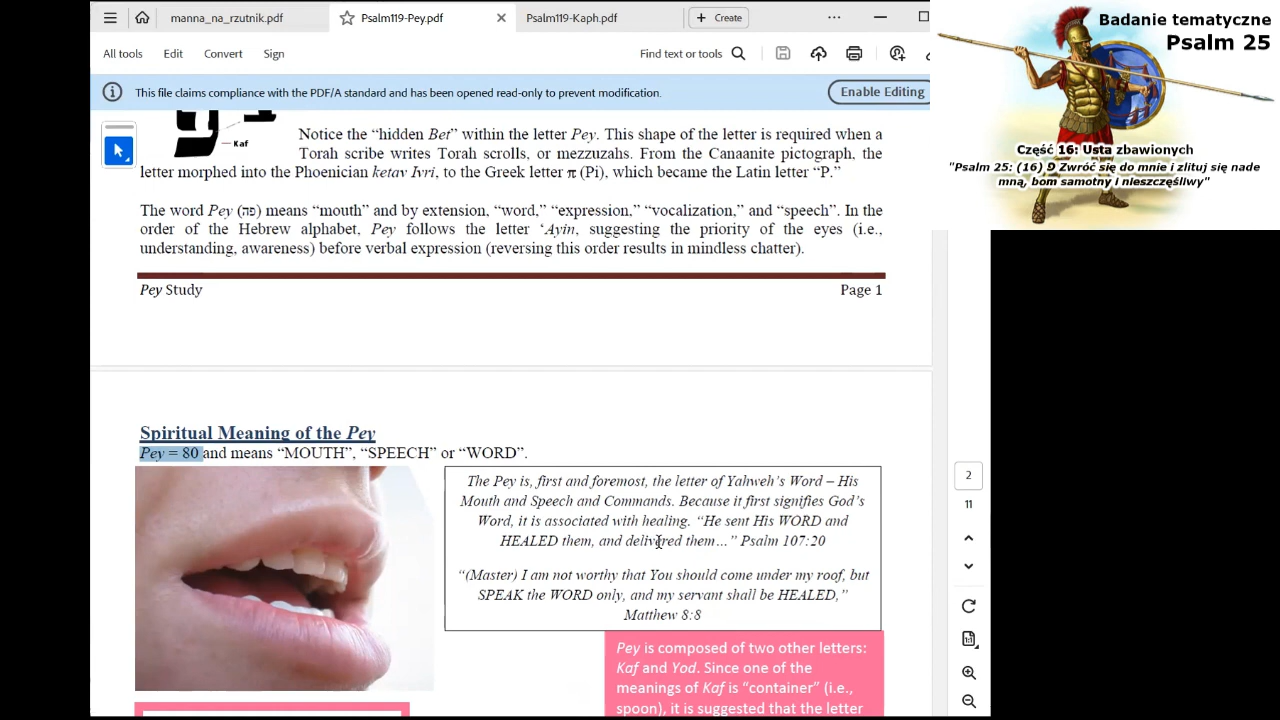 manna_na_rzutnik.pdf
Psalm119-Pey.pdf
Psalm119-Kaph.pdf
Create
All tools
Edit
Convert
Sign
Find text or tools
This file claims compliance with the PDF/A standard and has been opened read-only to prevent modification.
Enable Editing
Badanie tematyczne
Psalm 25
Część 16: Usta zbawionych
"Psalm 25: (16) פ Zwróć się do mnie i zlituj się nade
mną, bom samotny i nieszczęśliwy"
Kaf
Notice the “hidden Bet” within the letter Pey. This shape of the letter is required when a
Torah scribe writes Torah scrolls, or mezzuzahs. From the Canaanite pictograph, the
letter morphed into the Phoenician ketav Ivri, to the Greek letter π (Pi), which became the Latin letter “P.”
The word Pey (פה) means “mouth” and by extension, “word,” “expression,” “vocalization,” and “speech”. In the
order of the Hebrew alphabet, Pey follows the letter ‘Ayin, suggesting the priority of the eyes (i.e.,
understanding, awareness) before verbal expression (reversing this order results in mindless chatter).
Pey Study
Page 1
Spiritual Meaning of the Pey
Pey = 80 and means “MOUTH”, “SPEECH” or “WORD”.
The Pey is, first and foremost, the letter of Yahweh’s Word – His
Mouth and Speech and Commands. Because it first signifies God’s
Word, it is associated with healing. “He sent His WORD and
HEALED them, and delivered them…” Psalm 107:20
“(Master) I am not worthy that You should come under my roof, but
SPEAK the WORD only, and my servant shall be HEALED,”
Matthew 8:8
Pey is composed of two other letters:
Kaf and Yod. Since one of the
meanings of Kaf is “container” (i.e.,
spoon), it is suggested that the letter
2
11